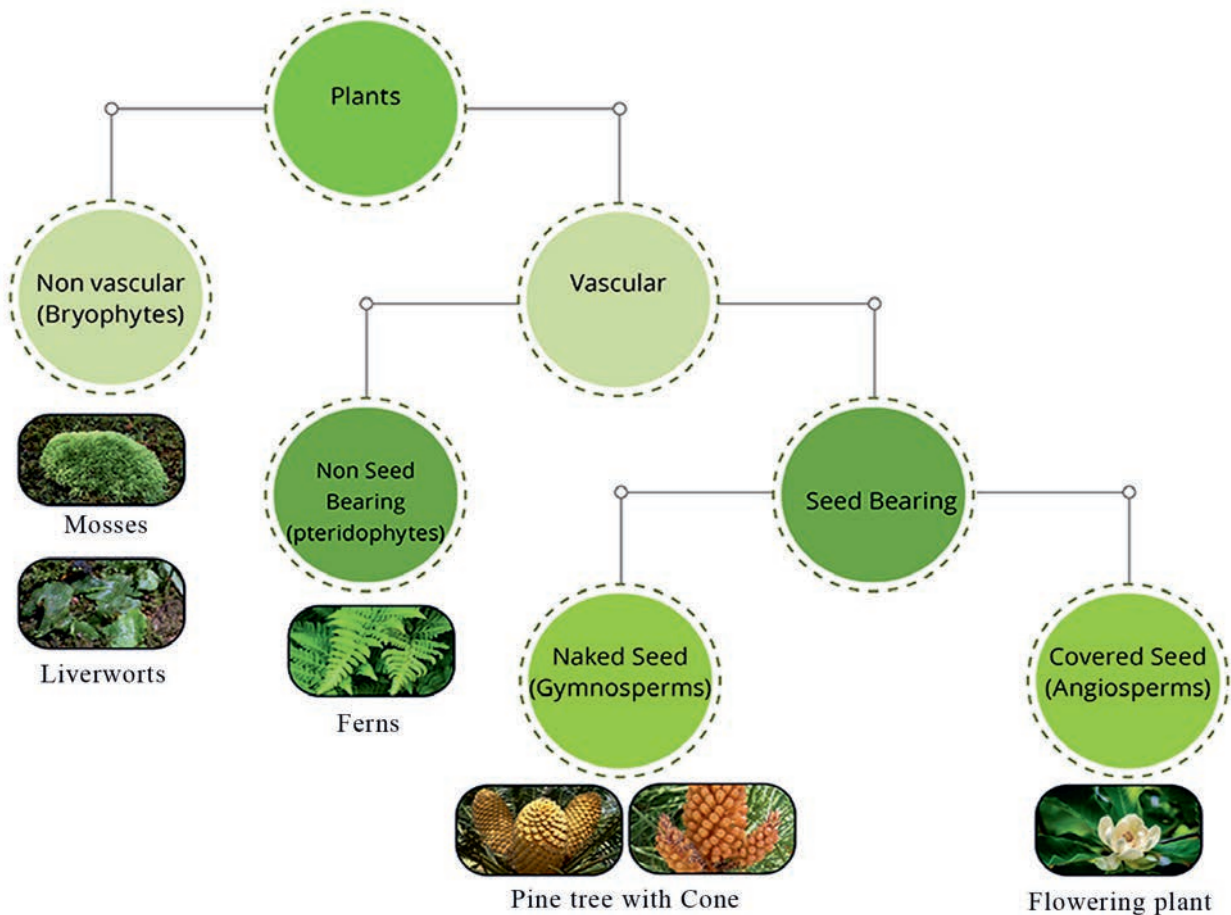 Plants
Non vascular
(Bryophytes)
Vascular
Mosses
Liverworts
Non Seed
Bearing
(pteridophytes)
Ferns
Seed Bearing
Naked Seed
(Gymnosperms)
Pine tree with Cone
Covered Seed
(Angiosperms)
Flowering plant